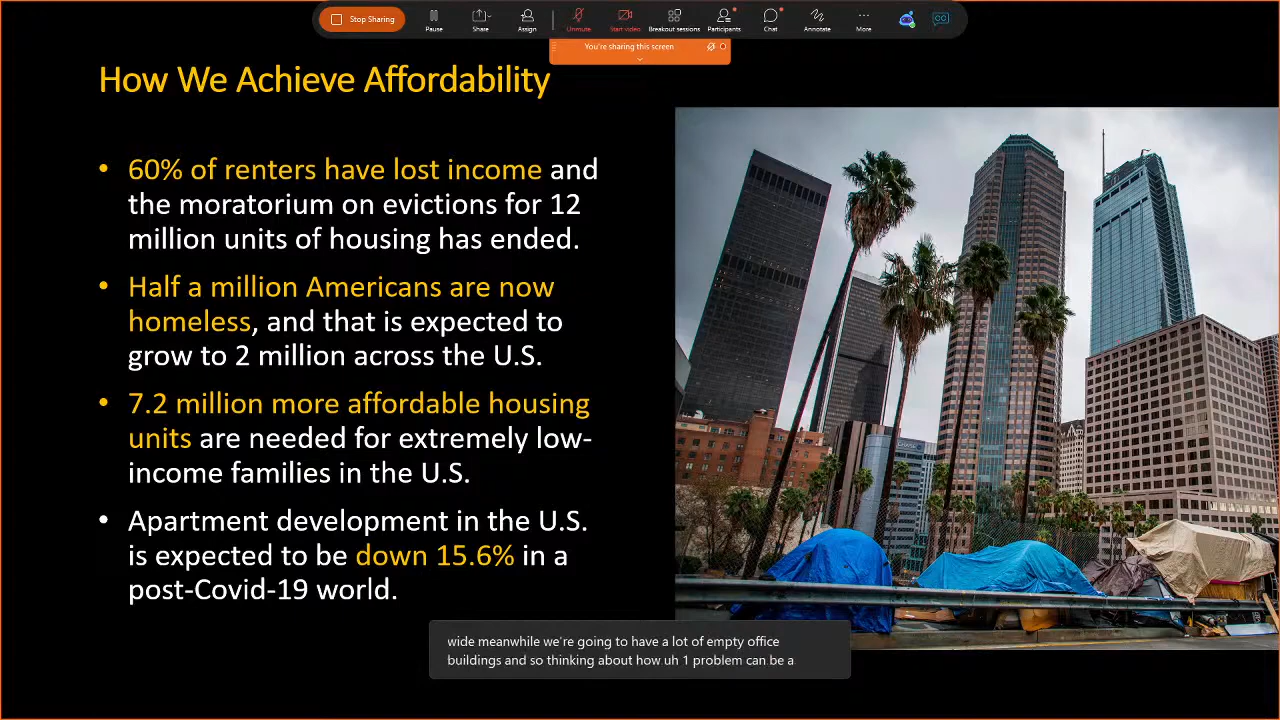 Stop Sharing
Pause
Share
Assign
Unmute
Start video
Breakout sessions
Participants
Chat
Annotate
More
CC
You're sharing this screen
How We Achieve Affordability
• 60% of renters have lost income and
the moratorium on evictions for 12
million units of housing has ended.
• Half a million Americans are now
homeless, and that is expected to
grow to 2 million across the U.S.
• 7.2 million more affordable housing
units are needed for extremely low-
income families in the U.S.
• Apartment development in the U.S.
is expected to be down 15.6% in a
post-Covid-19 world.
wide meanwhile we're going to have a lot of empty office
buildings and so thinking about how uh 1 problem can be a